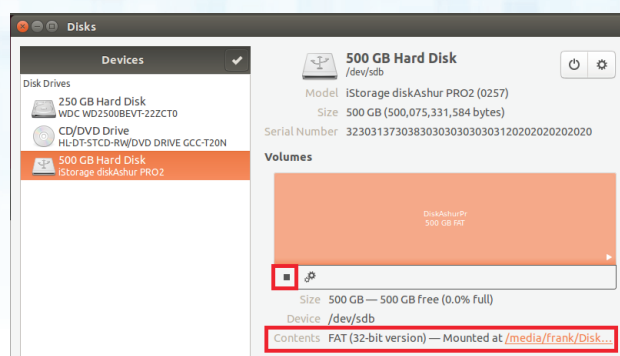 Disks
Devices
Disk Drives
250 GB Hard Disk
WDC WD2500BEVT-22ZCT0
CD/DVD Drive
HL-DT-STCD-RW/DVD DRIVE GCC-T20N
500 GB Hard Disk
iStorage diskAshur PRO2
500 GB Hard Disk
/dev/sdb
Model iStorage diskAshur PRO2 (0257)
Size 500 GB (500,075,331,584 bytes)
Serial Number
Volumes
DiskAshurPr
500 GB FAT
Size 500 GB — 500 GB free (0.0% full)
Device /dev/sdb
Contents FAT (32-bit version) — Mounted at /media/frank/Disk...